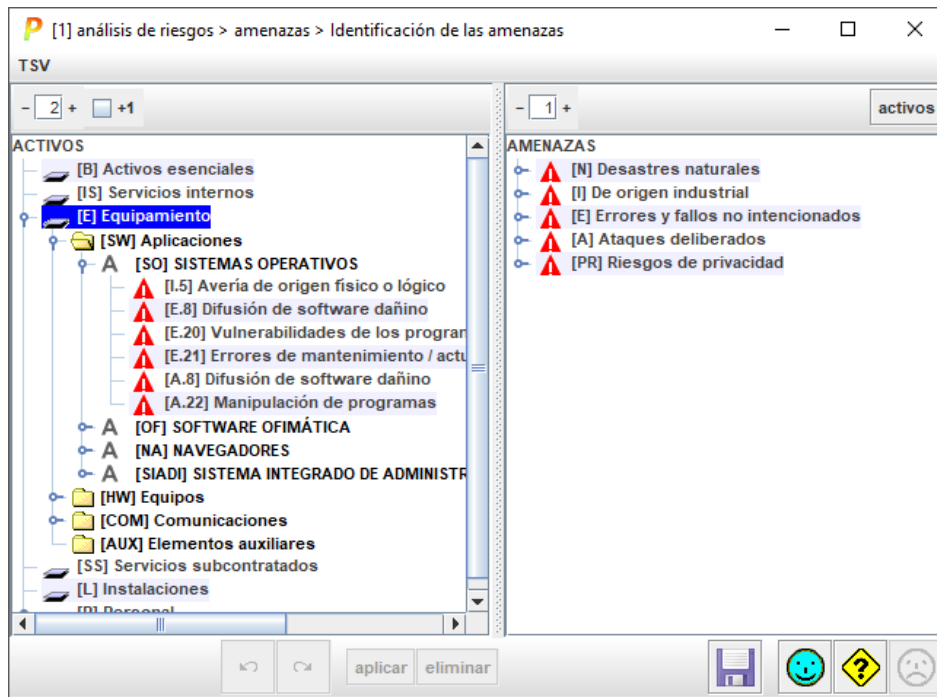 P [1] análisis de riesgos > amenazas > Identificación de las amenazas
TSV
- 2 + +1
- 1 + activos
ACTIVOS
[B] Activos esenciales
[IS] Servicios internos
[E] Equipamiento
[SW] Aplicaciones
A [SO] SISTEMAS OPERATIVOS
[I.5] Avería de origen físico o lógico
[E.8] Difusión de software dañino
[E.20] Vulnerabilidades de los program
[E.21] Errores de mantenimiento / actu
[A.8] Difusión de software dañino
[A.22] Manipulación de programas
A [OF] SOFTWARE OFIMÁTICA
A [NA] NAVEGADORES
A [SIADI] SISTEMA INTEGRADO DE ADMINISTR
[HW] Equipos
[COM] Comunicaciones
[AUX] Elementos auxiliares
[SS] Servicios subcontratados
[L] Instalaciones
[P] Personal
AMENAZAS
[N] Desastres naturales
[I] De origen industrial
[E] Errores y fallos no intencionados
[A] Ataques deliberados
[PR] Riesgos de privacidad
aplicar eliminar
?